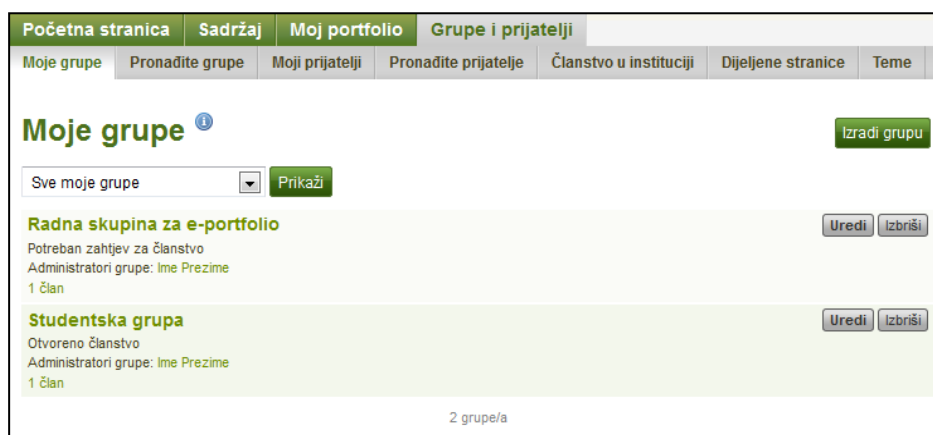 Početna stranica Sadržaj Moj portfolio Grupe i prijatelji
Moje grupe Pronađite grupe Moji prijatelji Pronađite prijatelje Članstvo u instituciji Dijeljene stranice Teme
Moje grupe
Izradi grupu
Sve moje grupe Prikaži
Radna skupina za e-portfolio Uredi Izbriši
Potreban zahtjev za članstvo
Administratori grupe: Ime Prezime
1 član
Studentska grupa Uredi Izbriši
Otvoreno članstvo
Administratori grupe: Ime Prezime
1 član
2 grupe/a